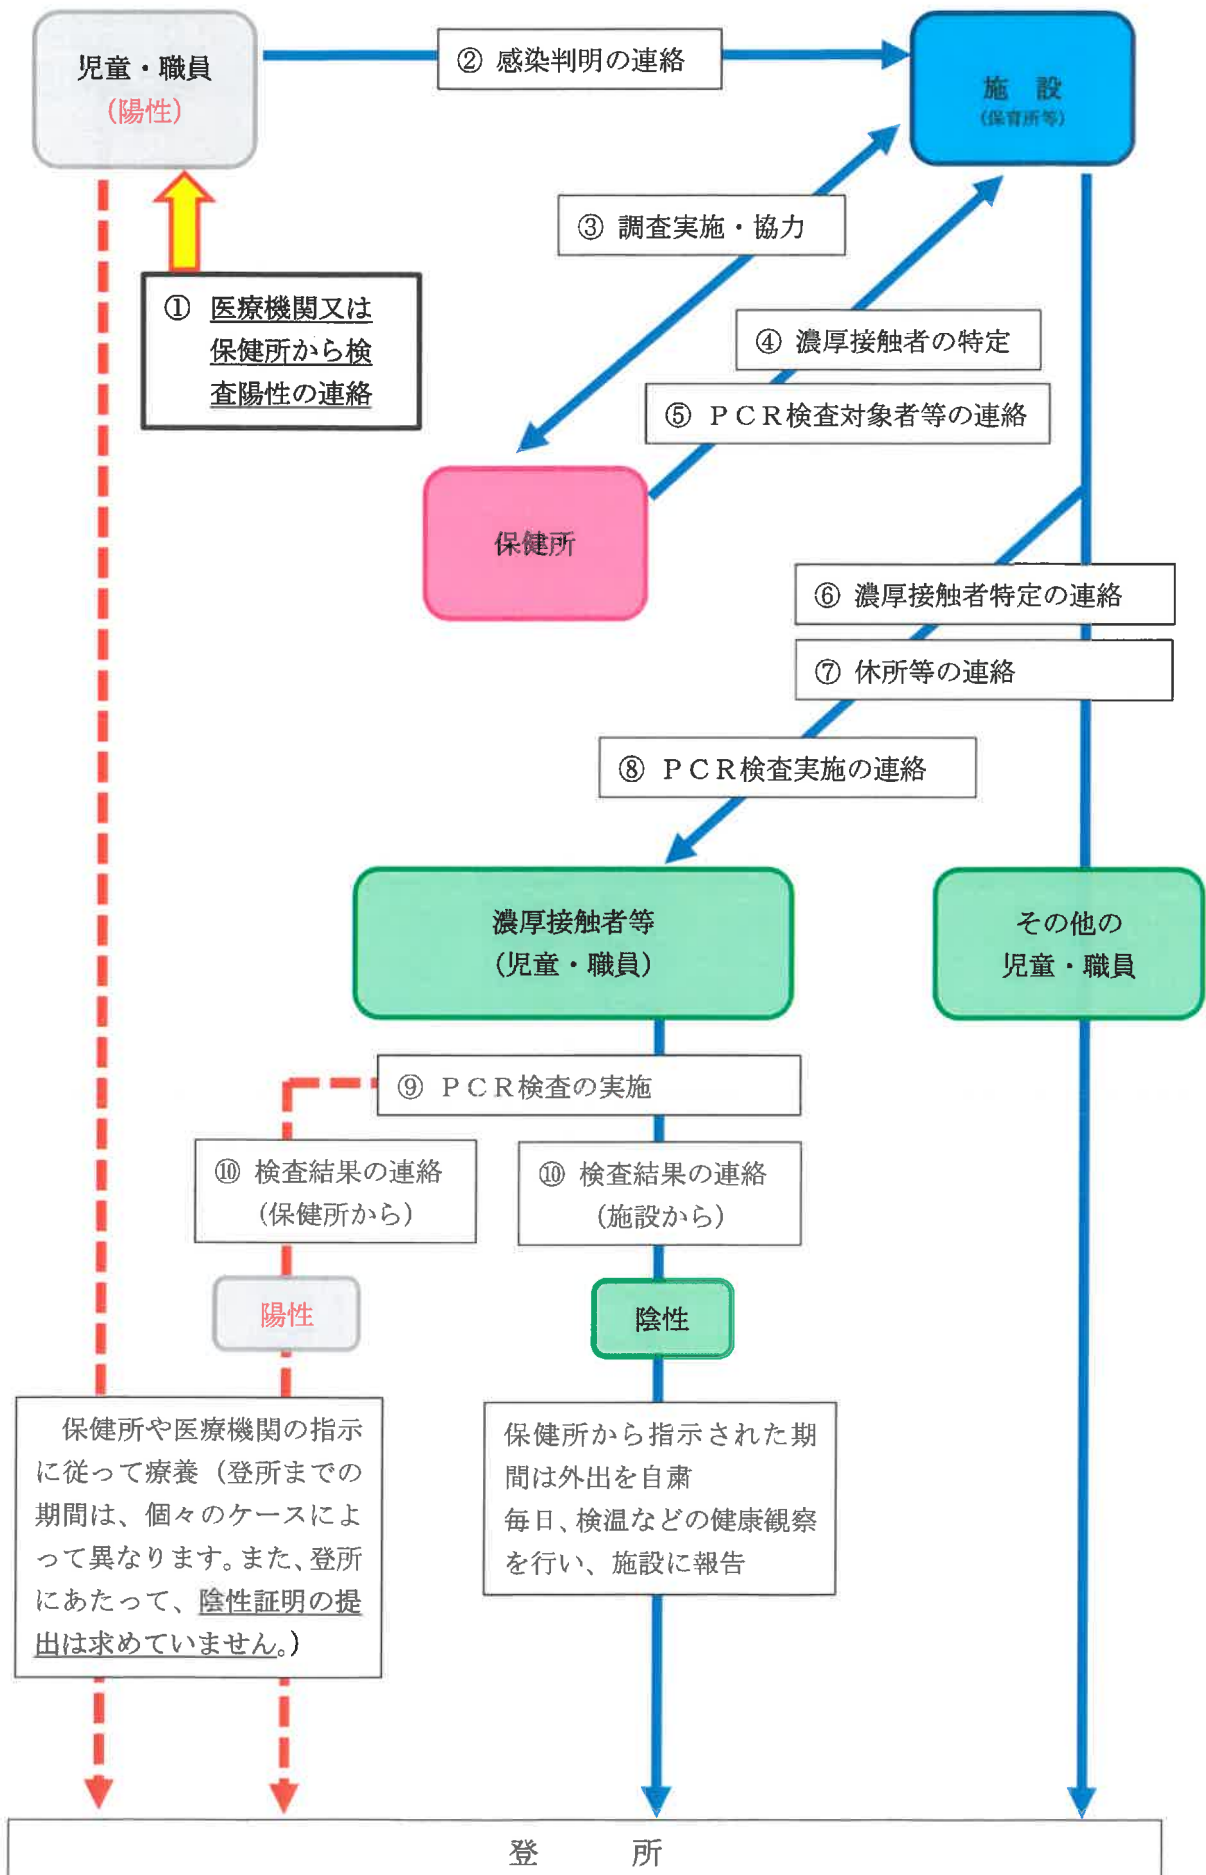 児童・職員
(陽性)
② 感染判明の連絡
施　設
(保育所等)
③ 調査実施・協力
① 医療機関又は
保健所から検
査陽性の連絡
④ 濃厚接触者の特定
⑤ ＰＣＲ検査対象者等の連絡
保健所
⑥ 濃厚接触者特定の連絡
⑦ 休所等の連絡
⑧ ＰＣＲ検査実施の連絡
濃厚接触者等
(児童・職員)
その他の
児童・職員
⑨ ＰＣＲ検査の実施
⑩ 検査結果の連絡
(保健所から)
⑩ 検査結果の連絡
(施設から)
陽性
陰性
保健所や医療機関の指示
に従って療養（登所までの
期間は、個々のケースによ
って異なります。また、登所
にあたって、陰性証明の提
出は求めていません。）
保健所から指示された期
間は外出を自粛
毎日、検温などの健康観察
を行い、施設に報告
登　　　所